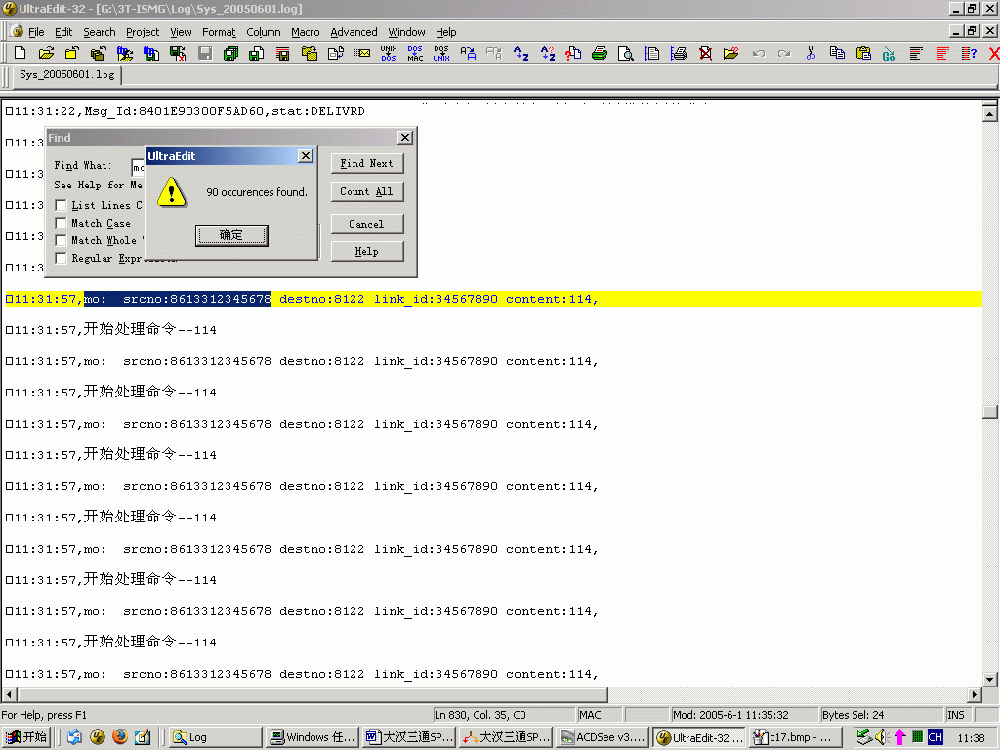 UltraEdit-32 - [G:\3T-ISMG\Log\Sys_20050601.log]
File Edit Search Project View Format Column Macro Advanced Window Help
Sys_20050601.log
11:31:22,Msg_Id:8401E90300F5AD60,stat:DELIVRD
11:3
Find
UltraEdit
11:3
Find What:
Find Next
11:3
See Help for Me
90 occurences found.
Count All
11:3
List Lines C
Match Case
Cancel
11:3
Match Whole
确定
Help
11:3
Regular Expressions
11:31:57,mo: srcno:8613312345678 destno:8122 link_id:34567890 content:114,
11:31:57,开始处理命令--114
11:31:57,mo: srcno:8613312345678 destno:8122 link_id:34567890 content:114,
11:31:57,开始处理命令--114
11:31:57,mo: srcno:8613312345678 destno:8122 link_id:34567890 content:114,
11:31:57,开始处理命令--114
11:31:57,mo: srcno:8613312345678 destno:8122 link_id:34567890 content:114,
11:31:57,开始处理命令--114
11:31:57,mo: srcno:8613312345678 destno:8122 link_id:34567890 content:114,
11:31:57,开始处理命令--114
11:31:57,mo: srcno:8613312345678 destno:8122 link_id:34567890 content:114,
11:31:57,开始处理命令--114
11:31:57,mo: srcno:8613312345678 destno:8122 link_id:34567890 content:114,
For Help, press F1 Ln 830, Col. 35, C0 MAC Mod: 2005-6-1 11:35:32 Bytes Sel: 24 INS
开始 Log Windows 任... 大汉三通SP... 大汉三通SP... ACDSee v3.... UltraEdit-32 ... c17.bmp - ... CH 11:38